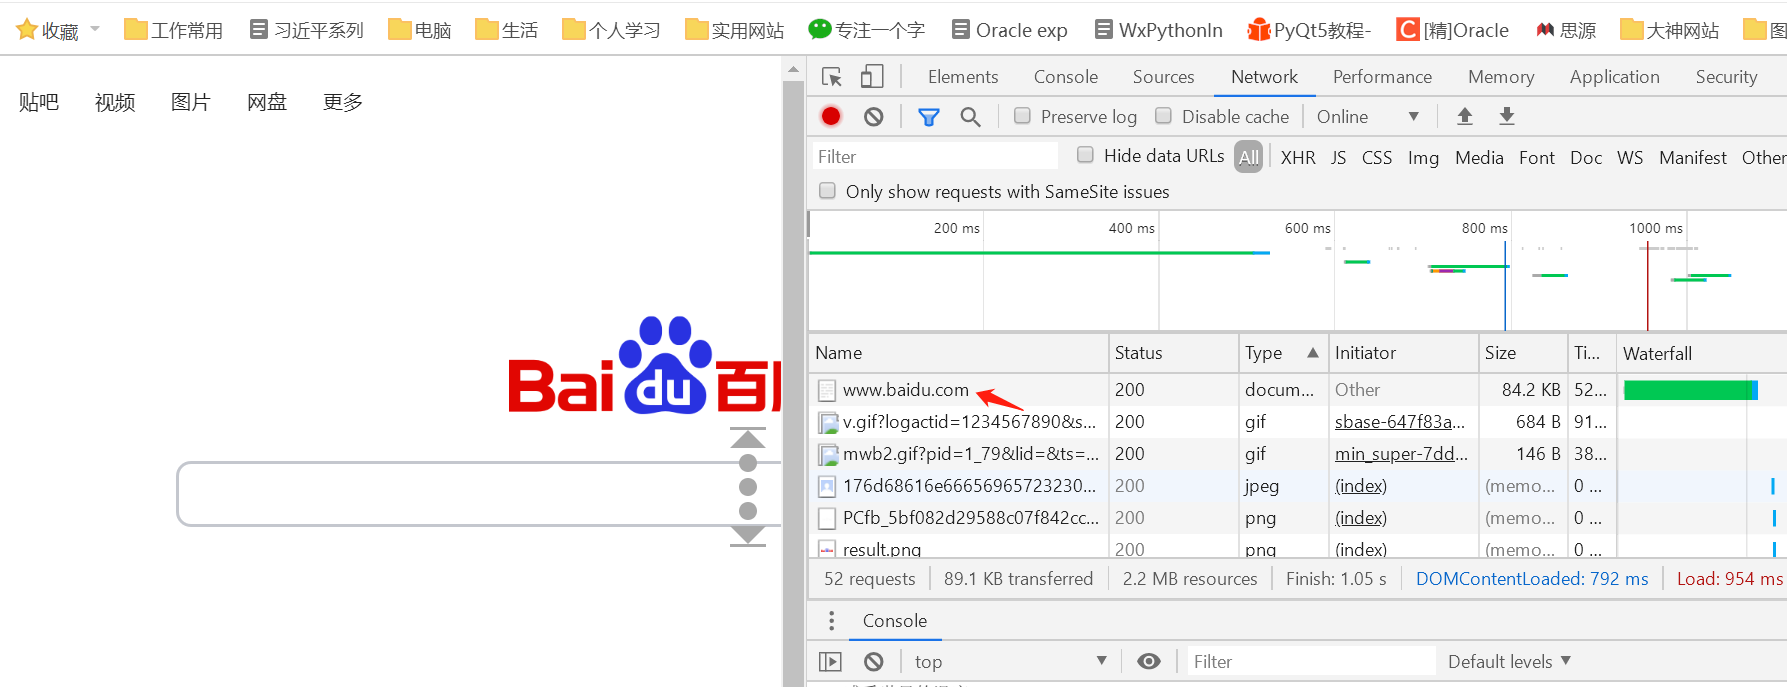 收藏 工作常用 习近平系列 电脑 生活 个人学习 实用网站 专注一个字 Oracle exp WxPythonIn PyQt5教程- [精]Oracle 思源 大神网站
贴吧 视频 图片 网盘 更多
Bai du 百
Elements Console Sources Network Performance Memory Application Security
Preserve log Disable cache Online
Filter Hide data URLs All XHR JS CSS Img Media Font Doc WS Manifest Other
Only show requests with SameSite issues
200 ms 400 ms 600 ms 800 ms 1000 ms
Name Status Type Initiator Size Ti... Waterfall
www.baidu.com 200 docum... Other 84.2 KB 52...
v.gif?logactid=1234567890&s... 200 gif sbase-647f83a... 684 B 91...
mwb2.gif?pid=1_79&lid=&ts=... 200 gif min_super-7dd... 146 B 38...
176d68616e66656965723230... 200 jpeg (index) (memo... 0 ...
PCfb_5bf082d29588c07f842cc... 200 png (index) (memo... 0 ...
result.png 200 png (index) (memo... 0 ...
52 requests 89.1 KB transferred 2.2 MB resources Finish: 1.05 s DOMContentLoaded: 792 ms Load: 954 ms
Console
top Filter Default levels